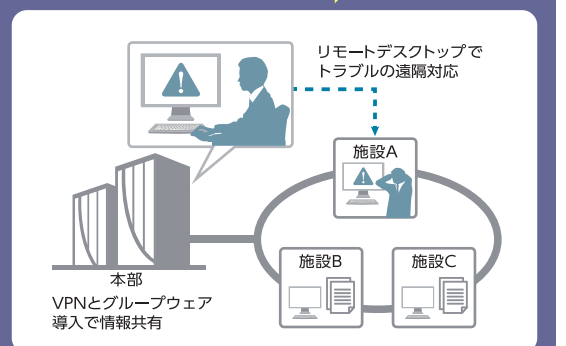 リモートデスクトップで
トラブルの遠隔対応
施設A
施設B
施設C
本部
VPNとグループウェア
導入で情報共有